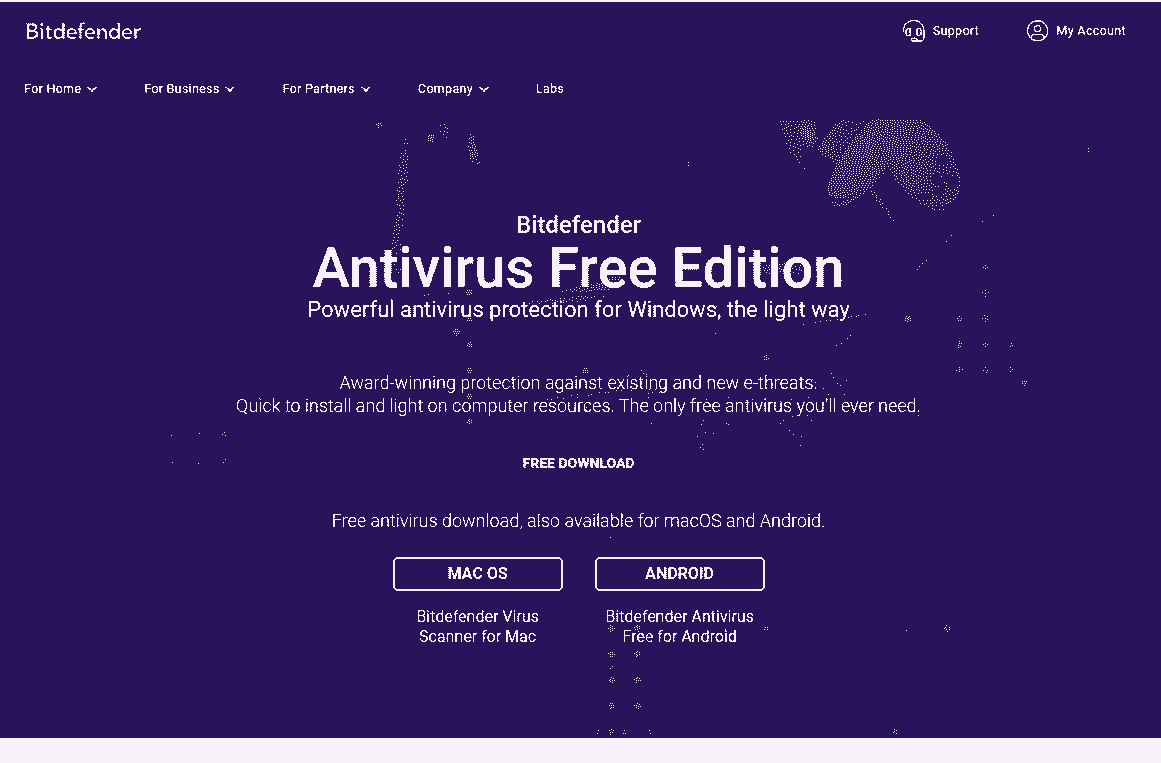 Bitdefender
Support
My Account
For Home
For Business
For Partners
Company
Labs
Bitdefender
Antivirus Free Edition
Powerful antivirus protection for Windows, the light way
Award-winning protection against existing and new e-threats.
Quick to install and light on computer resources. The only free antivirus you'll ever need.
FREE DOWNLOAD
Free antivirus download, also available for macOS and Android.
MAC OS
ANDROID
Bitdefender Virus
Scanner for Mac
Bitdefender Antivirus
Free for Android